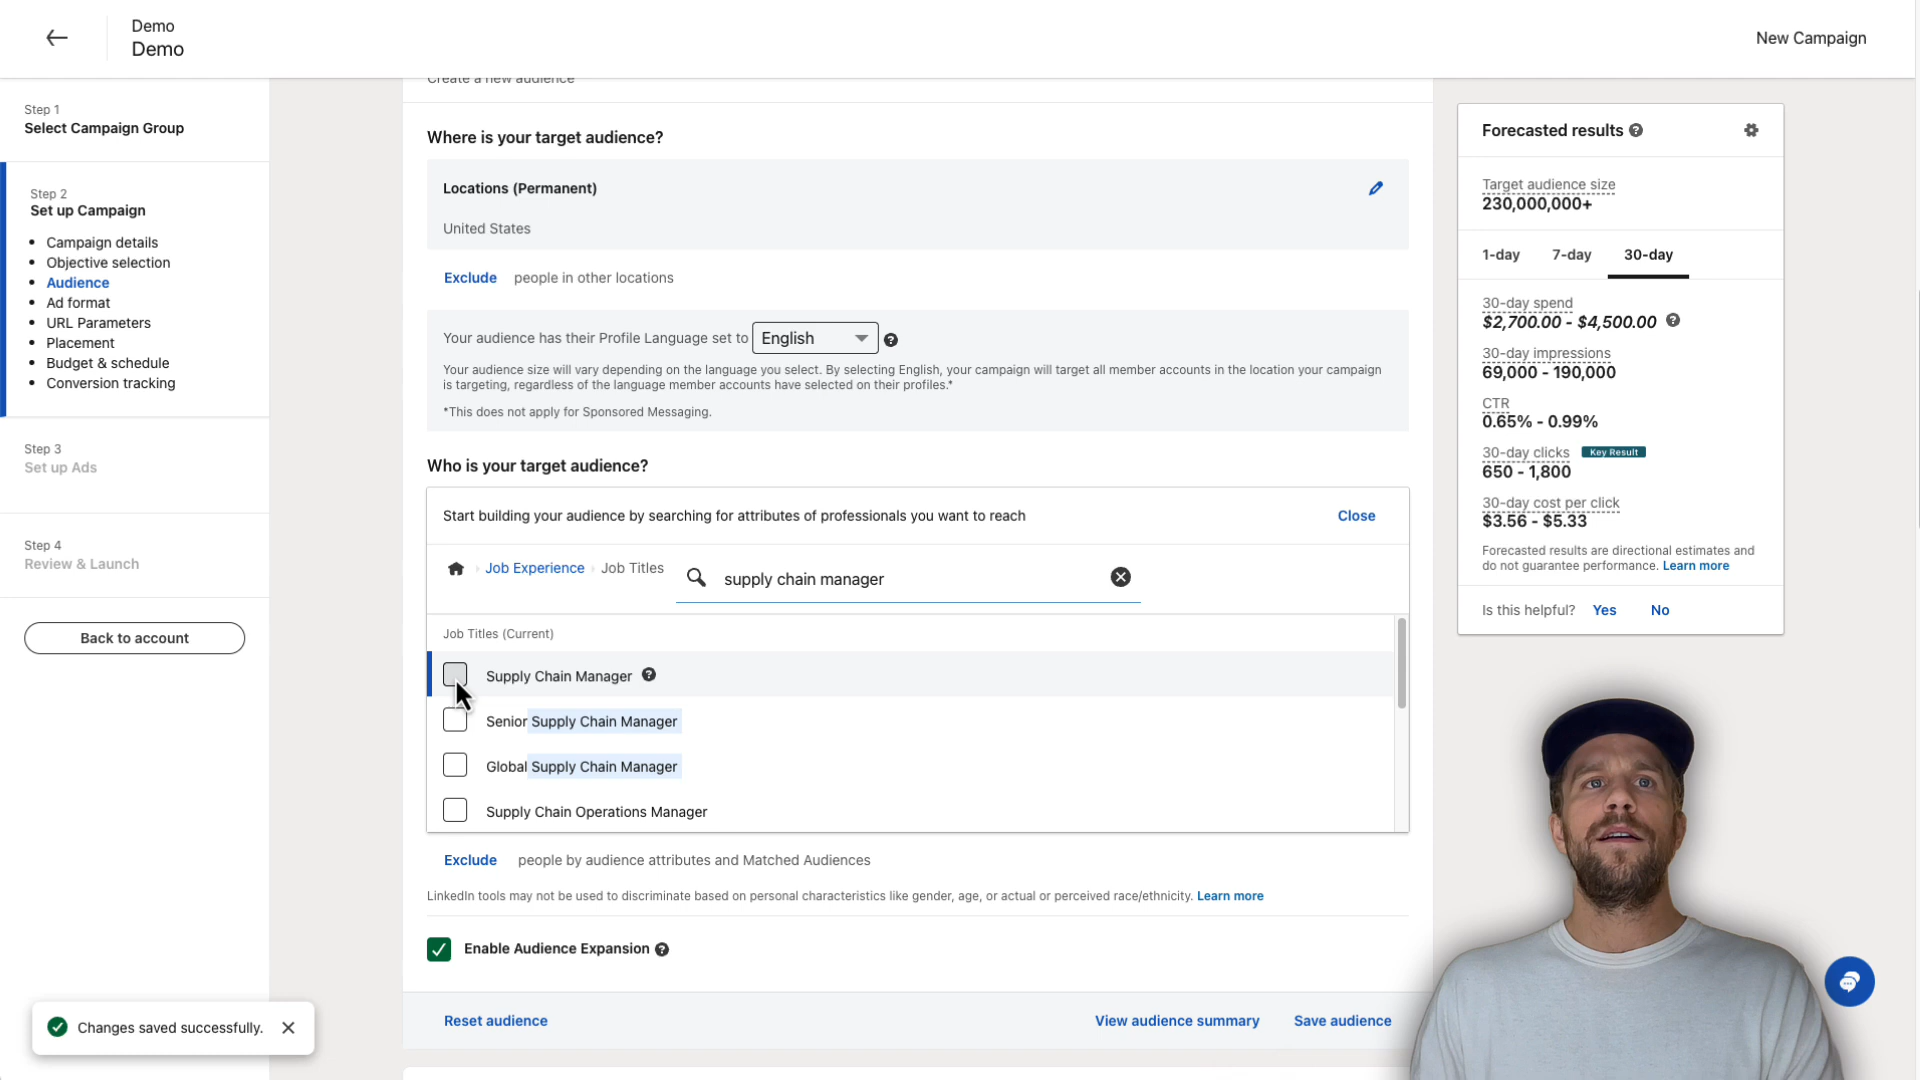 Demo
Demo
New Campaign
Step 1
Select Campaign Group
Step 2
Set up Campaign
Campaign details
Objective selection
Audience
Ad format
URL Parameters
Placement
Budget & schedule
Conversion tracking
Step 3
Set up Ads
Step 4
Review & Launch
Back to account
Changes saved successfully.
Create a new audience
Where is your target audience?
Locations (Permanent)
United States
Exclude people in other locations
Your audience has their Profile Language set to English
Your audience size will vary depending on the language you select. By selecting English, your campaign will target all member accounts in the location your campaign
is targeting, regardless of the language member accounts have selected on their profiles.*
*This does not apply for Sponsored Messaging.
Who is your target audience?
Start building your audience by searching for attributes of professionals you want to reach
Close
Job Experience Job Titles
supply chain manager
Job Titles (Current)
Supply Chain Manager
Senior Supply Chain Manager
Global Supply Chain Manager
Supply Chain Operations Manager
Exclude people by audience attributes and Matched Audiences
LinkedIn tools may not be used to discriminate based on personal characteristics like gender, age, or actual or perceived race/ethnicity. Learn more
Enable Audience Expansion
Reset audience
View audience summary
Save audience
Forecasted results
Target audience size
230,000,000+
1-day 7-day 30-day
30-day spend
$2,700.00 - $4,500.00
30-day impressions
69,000 - 190,000
CTR
0.65% - 0.99%
30-day clicks Key Result
650 - 1,800
30-day cost per click
$3.56 - $5.33
Forecasted results are directional estimates and
do not guarantee performance. Learn more
Is this helpful? Yes No